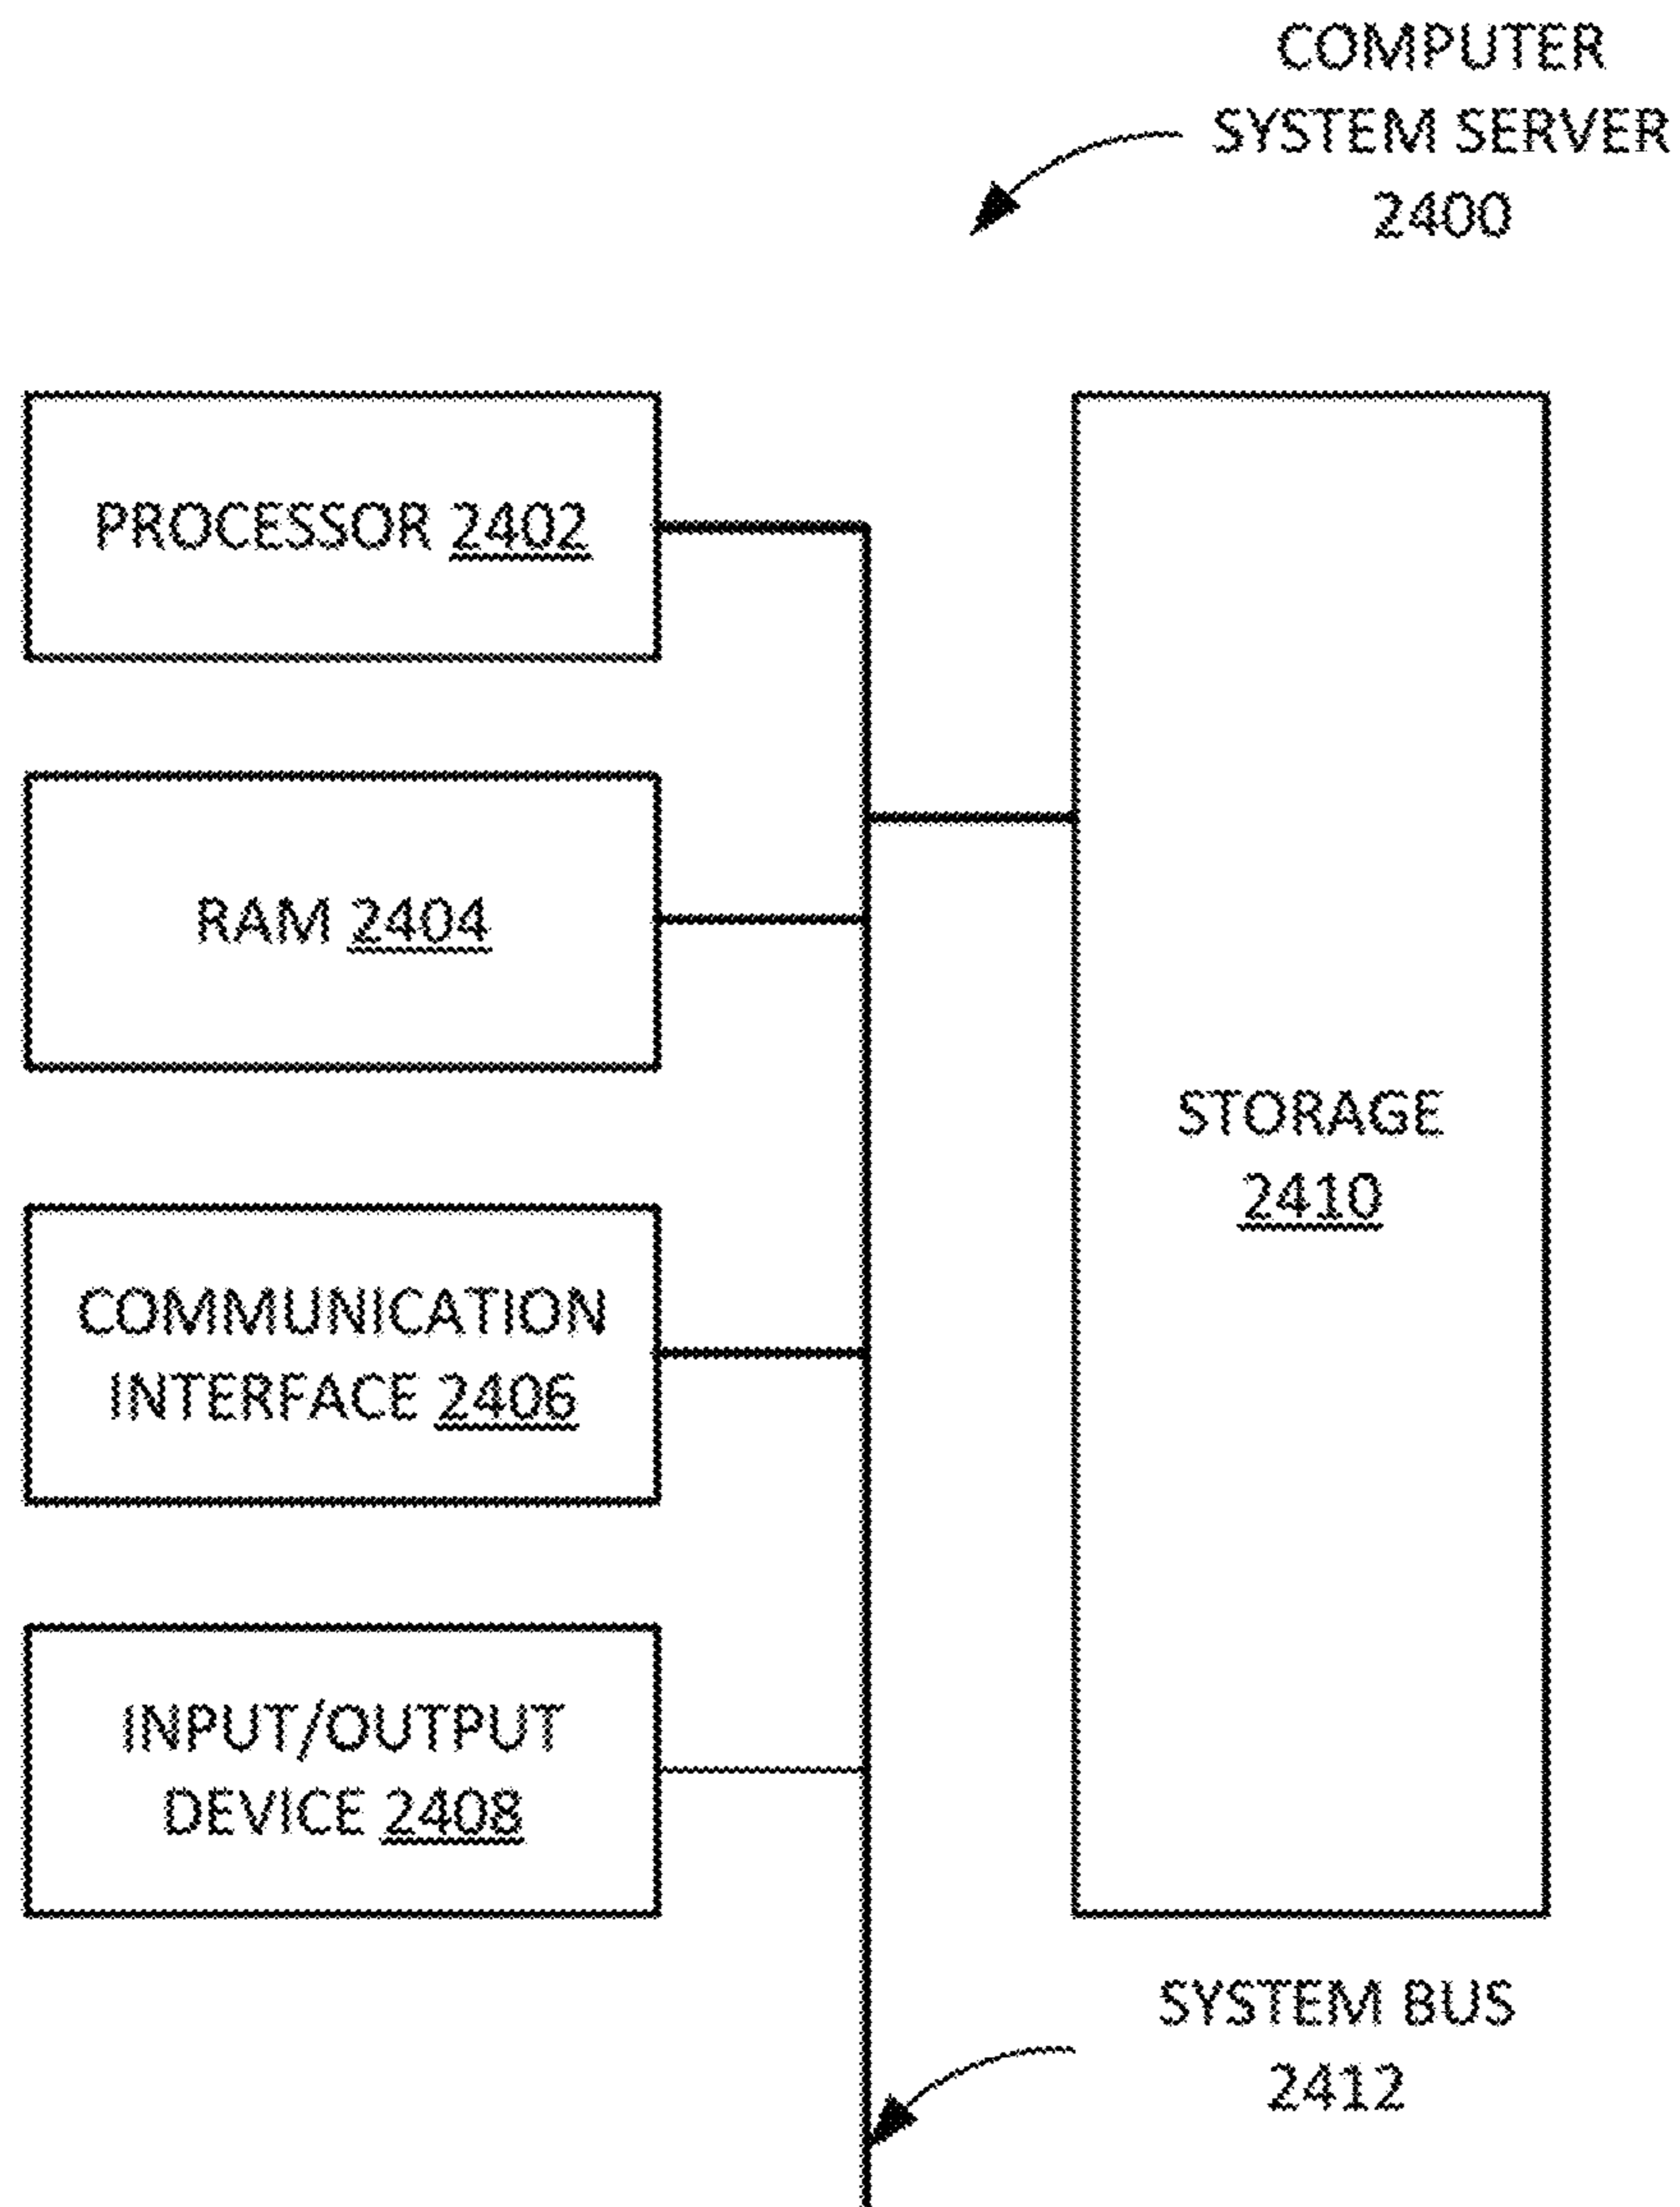 COMPUTER
SYSTEM SERVER
2400
PROCESSOR 2402
RAM 2404
COMMUNICATION
INTERFACE 2406
INPUT/OUTPUT
DEVICE 2408
STORAGE
2410
SYSTEM BUS
2412